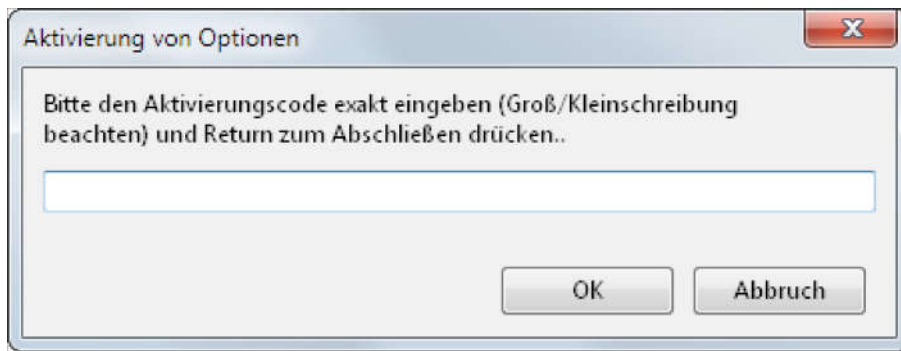 Aktivierung von Optionen
Bitte den Aktivierungscode exakt eingeben (Groß/Kleinschreibung
beachten) und Return zum Abschließen drücken..
OK
Abbruch